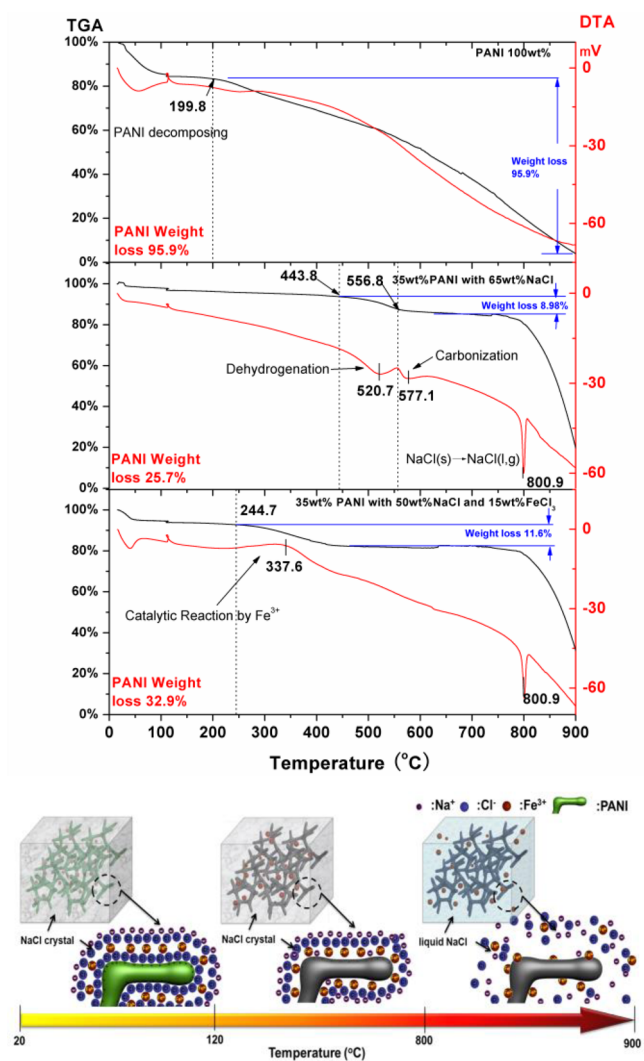 TGA
DTA
mV
100%
80%
60%
40%
20%
0%
0
-30
-60
PANI 100wt%
199.8
PANI decomposing
Weight loss
95.9%
PANI Weight
loss 95.9%
100%
80%
60%
40%
20%
0%
0
-30
-60
443.8
556.8
35wt%PANI with 65wt%NaCl
Weight loss 8.98%
Dehydrogenation
Carbonization
520.7
577.1
NaCl(s)→NaCl(l,g)
800.9
PANI Weight
loss 25.7%
100%
80%
60%
40%
20%
0%
0
-30
-60
35wt% PANI with 50wt%NaCl and 15wt%FeCl3
244.7
Weight loss 11.6%
337.6
Catalytic Reaction by Fe³⁺
800.9
PANI Weight
loss 32.9%
0 100 200 300 400 500 600 700 800 900
Temperature (°C)
:Na⁺ :Cl⁻ :Fe³⁺ :PANI
NaCl crystal
NaCl crystal
liquid NaCl
20 120 800 900
Temperature (°C)